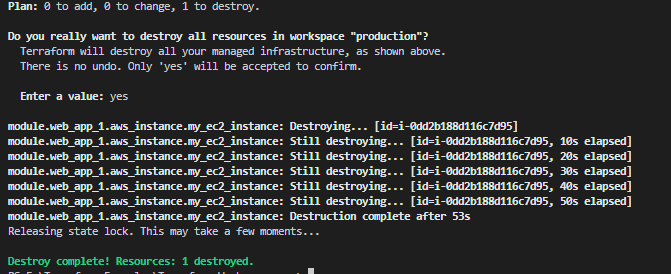 Plan: 0 to add, 0 to change, 1 to destroy.
Do you really want to destroy all resources in workspace "production"?
Terraform will destroy all your managed infrastructure, as shown above.
There is no undo. Only 'yes' will be accepted to confirm.
Enter a value: yes
module.web_app_1.aws_instance.my_ec2_instance: Destroying... [id=i-0dd2b188d116c7d95]
module.web_app_1.aws_instance.my_ec2_instance: Still destroying... [id=i-0dd2b188d116c7d95, 10s elapsed]
module.web_app_1.aws_instance.my_ec2_instance: Still destroying... [id=i-0dd2b188d116c7d95, 20s elapsed]
module.web_app_1.aws_instance.my_ec2_instance: Still destroying... [id=i-0dd2b188d116c7d95, 30s elapsed]
module.web_app_1.aws_instance.my_ec2_instance: Still destroying... [id=i-0dd2b188d116c7d95, 40s elapsed]
module.web_app_1.aws_instance.my_ec2_instance: Still destroying... [id=i-0dd2b188d116c7d95, 50s elapsed]
module.web_app_1.aws_instance.my_ec2_instance: Destruction complete after 53s
Releasing state lock. This may take a few moments...
Destroy complete! Resources: 1 destroyed.